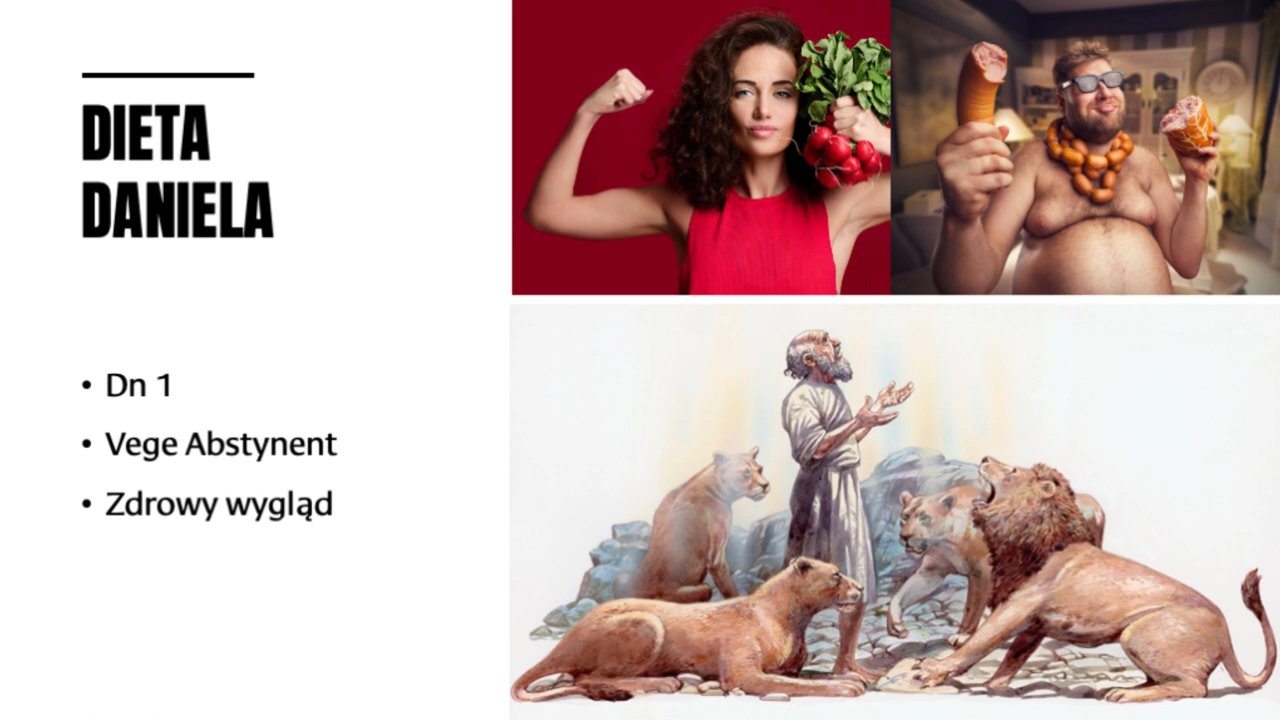 DIETA
DANIELA
• Dn 1
• Vege Abstynent
• Zdrowy wygląd